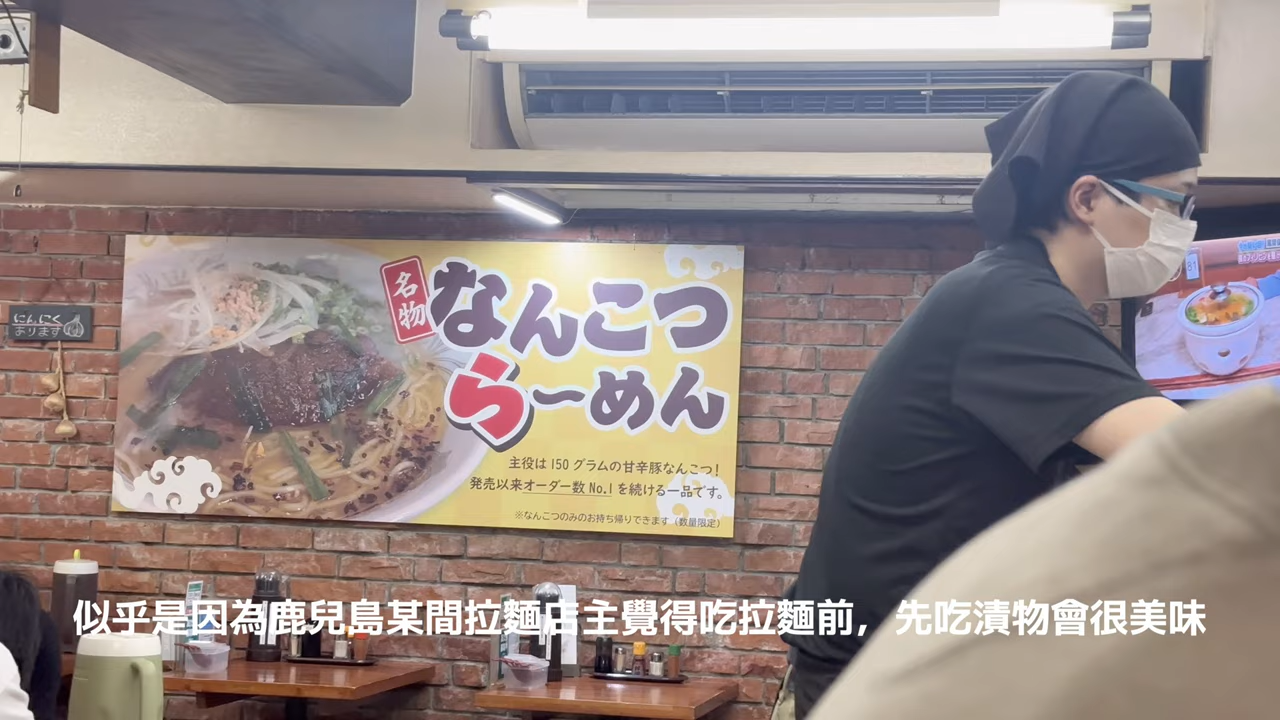 にんにく
あります
名物
なんこつ
らーめん
主役は150グラムの甘辛豚なんこつ!
発売以来オーダー数No.1を続ける一品です。
※なんこつのみのお持ち帰りできます(数量限定)
似乎是因為鹿兒島某間拉麵店主覺得吃拉麵前，先吃漬物會很美味